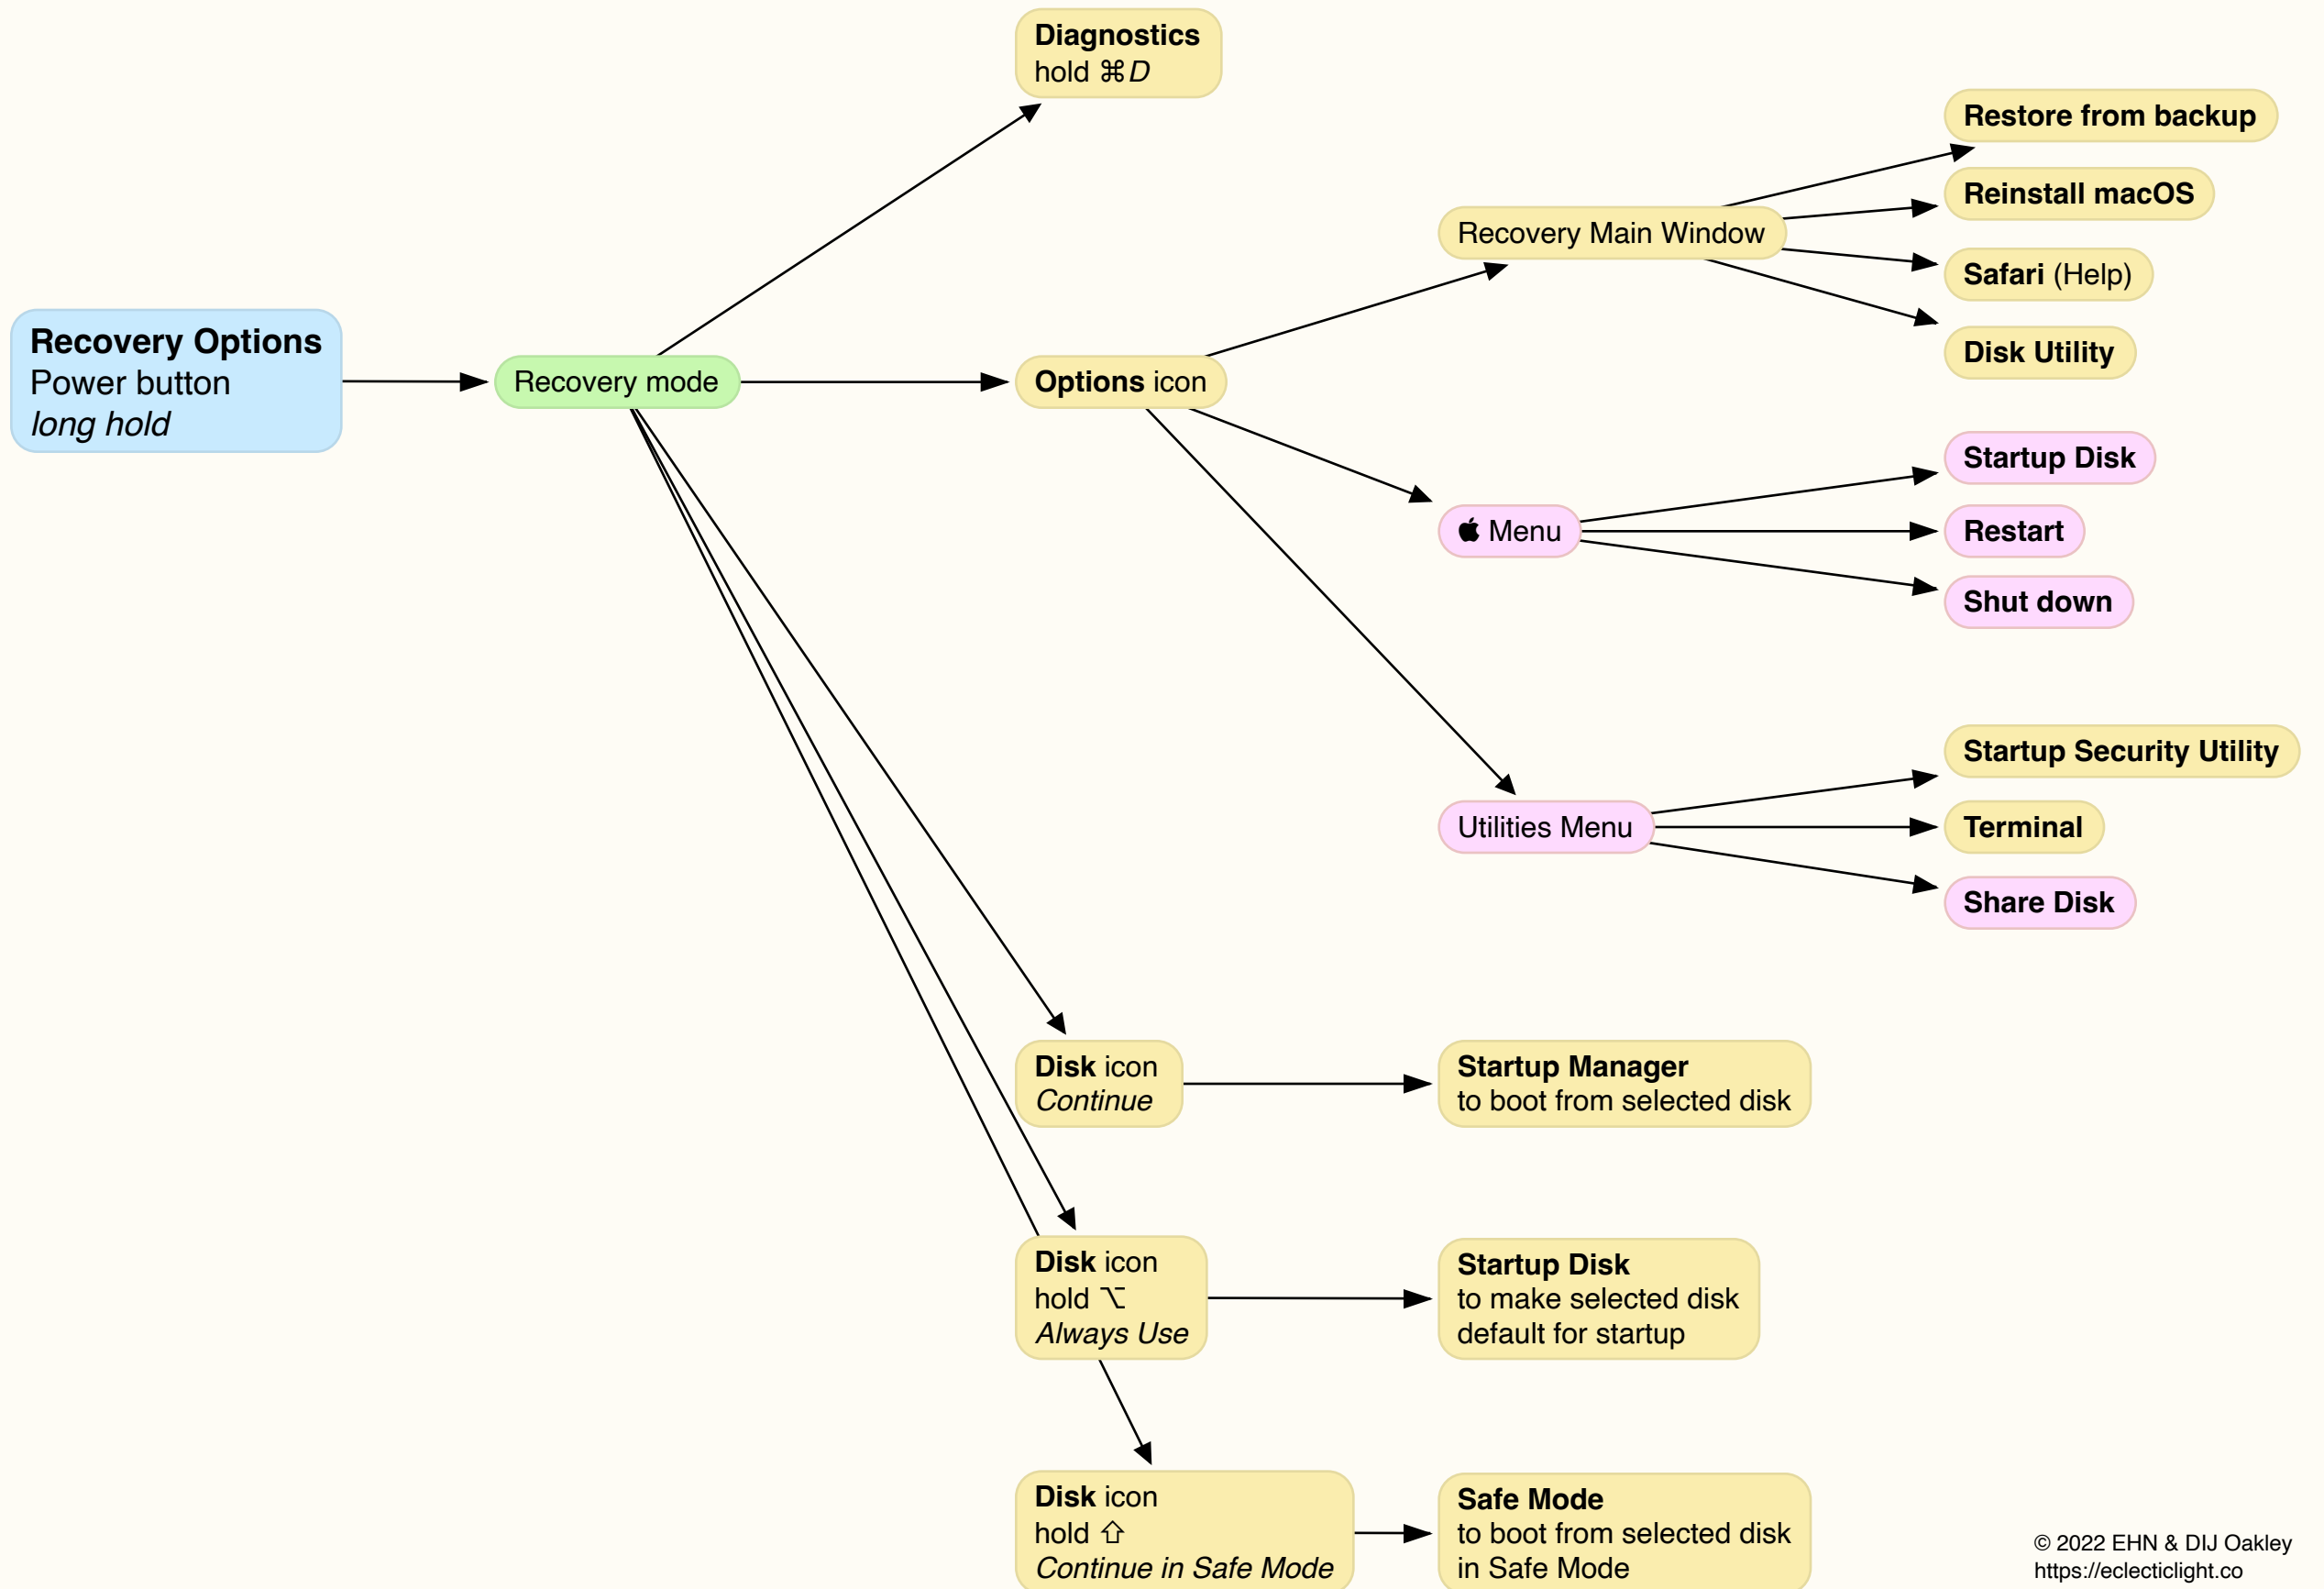 Diagnostics
hold ⌘D
Restore from backup
Reinstall macOS
Recovery Main Window
Safari (Help)
Disk Utility
Recovery Options
Power button
long hold
Recovery mode
Options icon
Startup Disk
 Menu
Restart
Shut down
Startup Security Utility
Utilities Menu
Terminal
Share Disk
Disk icon
Continue
Startup Manager
to boot from selected disk
Disk icon
hold ⌥
Always Use
Startup Disk
to make selected disk
default for startup
Disk icon
hold ⇧
Continue in Safe Mode
Safe Mode
to boot from selected disk
in Safe Mode
© 2022 EHN & DIJ Oakley
https://eclecticlight.co